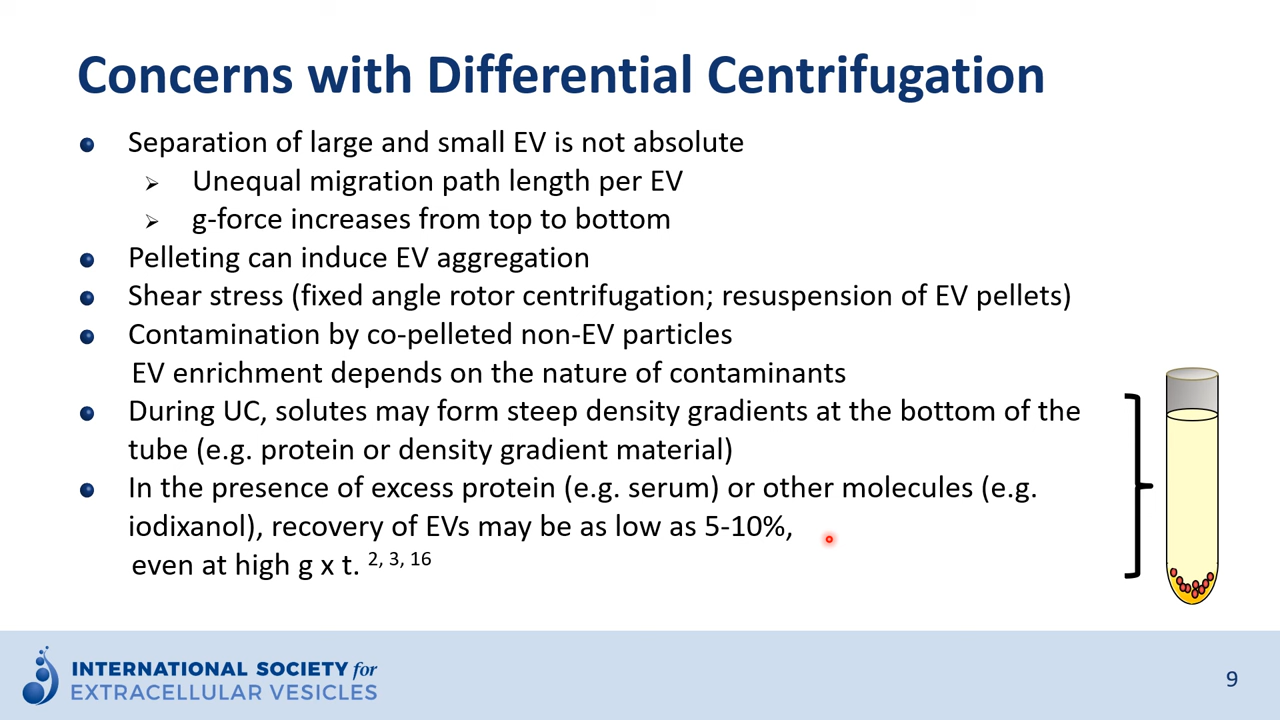 Concerns with Differential Centrifugation
Separation of large and small EV is not absolute
Unequal migration path length per EV
g-force increases from top to bottom
Pelleting can induce EV aggregation
Shear stress (fixed angle rotor centrifugation; resuspension of EV pellets)
Contamination by co-pelleted non-EV particles
EV enrichment depends on the nature of contaminants
During UC, solutes may form steep density gradients at the bottom of the
tube (e.g. protein or density gradient material)
In the presence of excess protein (e.g. serum) or other molecules (e.g.
iodixanol), recovery of EVs may be as low as 5-10%,
even at high g x t. 2, 3, 16
INTERNATIONAL SOCIETY for
EXTRACELLULAR VESICLES
9